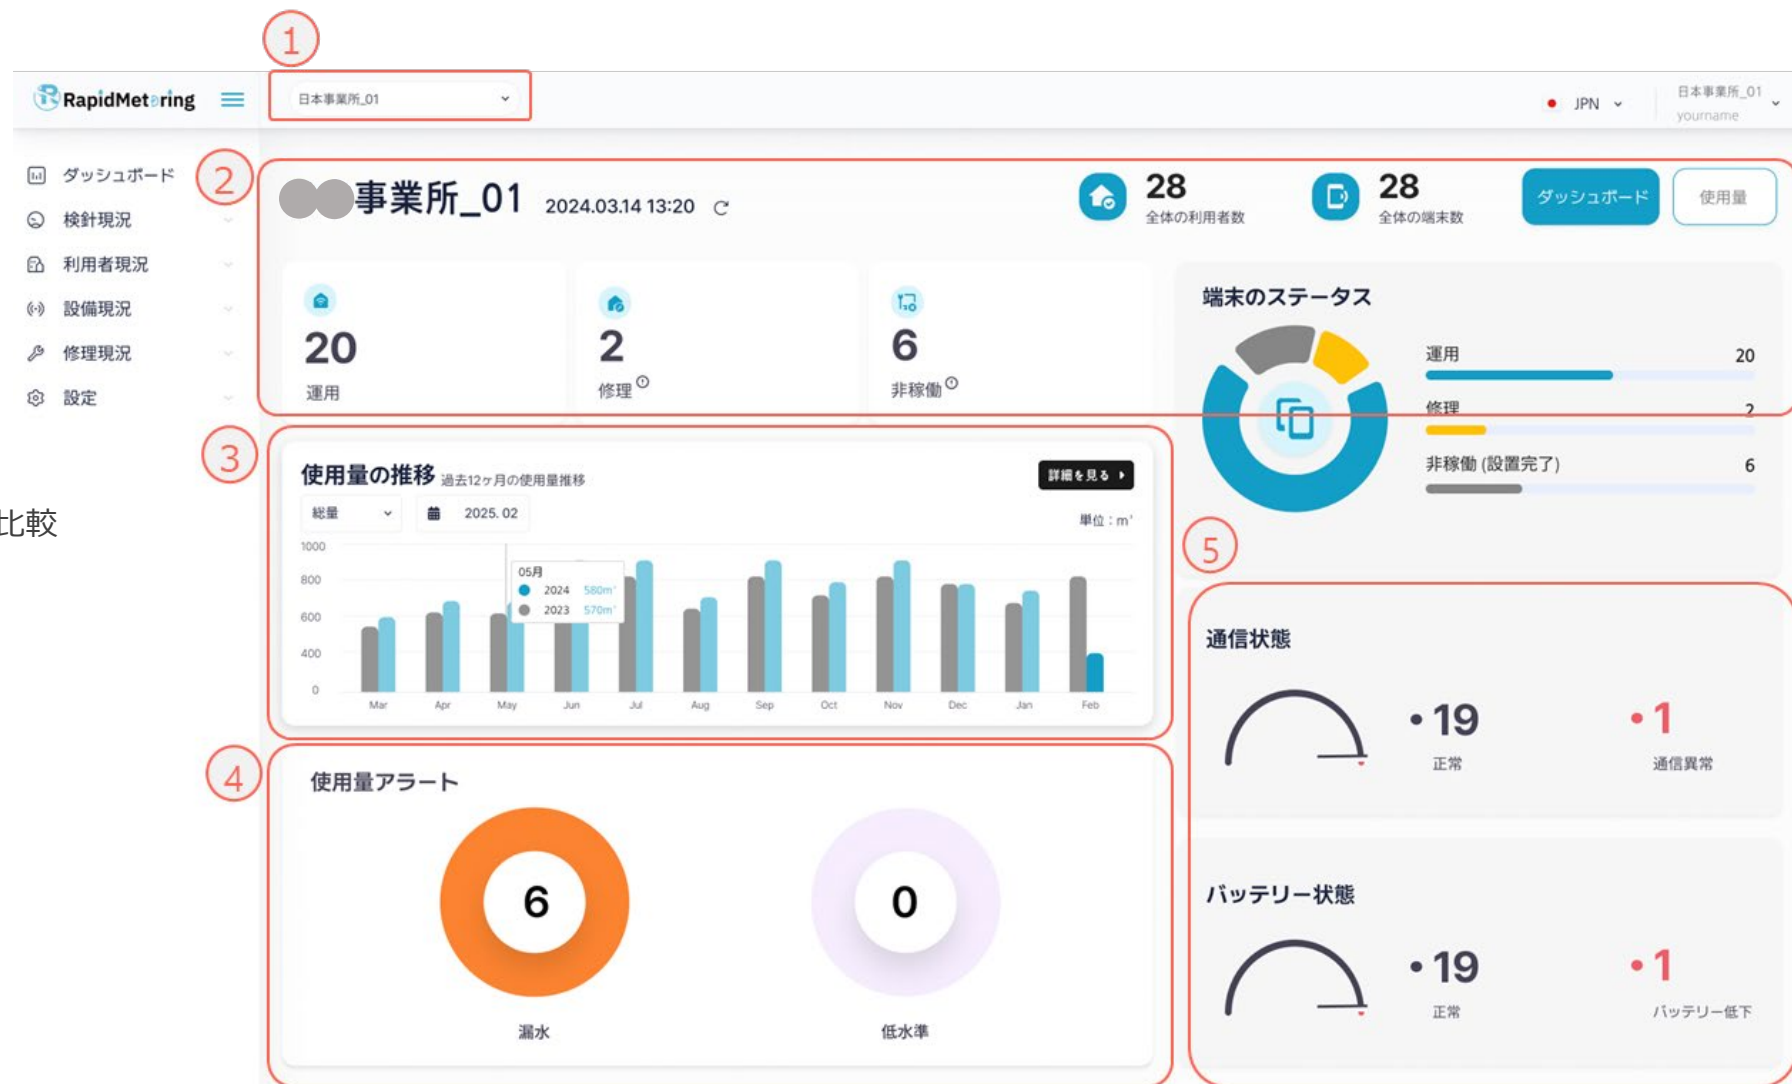 1
RapidMetering
日本事業所_01
JPN
日本事業所_01
yourname
ダッシュボード
検針現況
利用者現況
設備現況
修理現況
設定
比較
2
事業所_01 2024.03.14 13:20
28
全体の利用者数
28
全体の端末数
ダッシュボード
使用量
20
運用
2
修理
6
非稼働
端末のステータス
運用 20
修理 2
非稼働 (設置完了) 6
3
使用量の推移 過去12ヶ月の使用量推移
詳細を見る
総量
2025. 02
単位 : m³
1000
800
600
400
0
05月
2024 580m³
2023 570m³
Mar Apr May Jun Jul Aug Sep Oct Nov Dec Jan Feb
4
使用量アラート
6
漏水
0
低水準
5
通信状態
19
正常
1
通信異常
バッテリー状態
19
正常
1
バッテリー低下